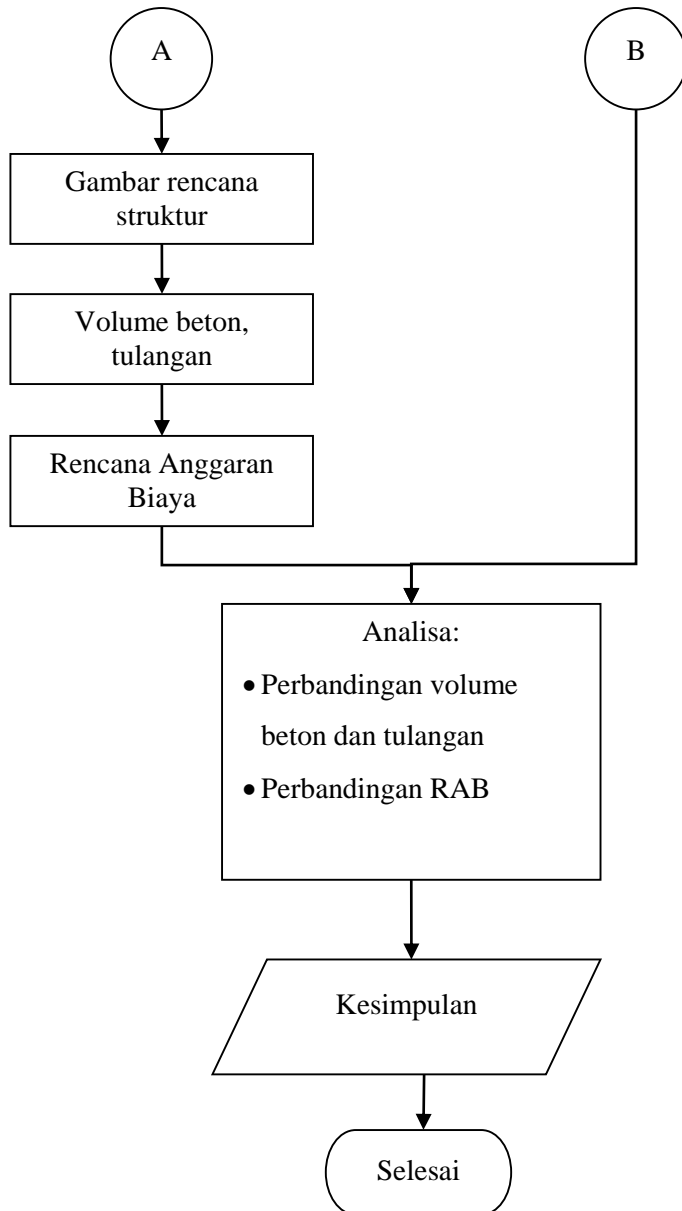 A
B
Gambar rencana
struktur
Volume beton,
tulangan
Rencana Anggaran
Biaya
Analisa:
• Perbandingan volume
beton dan tulangan
• Perbandingan RAB
Kesimpulan
Selesai